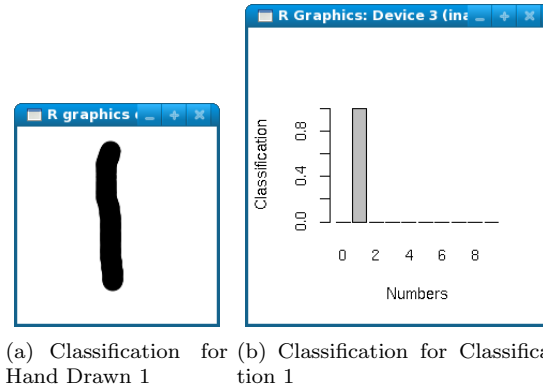 R Graphics: Device 3 (ina
R graphics
Classification
0.0 0.4 0.8
0 2 4 6 8
Numbers
(a) Classification for
Hand Drawn 1
(b) Classification for Classifica-
tion 1